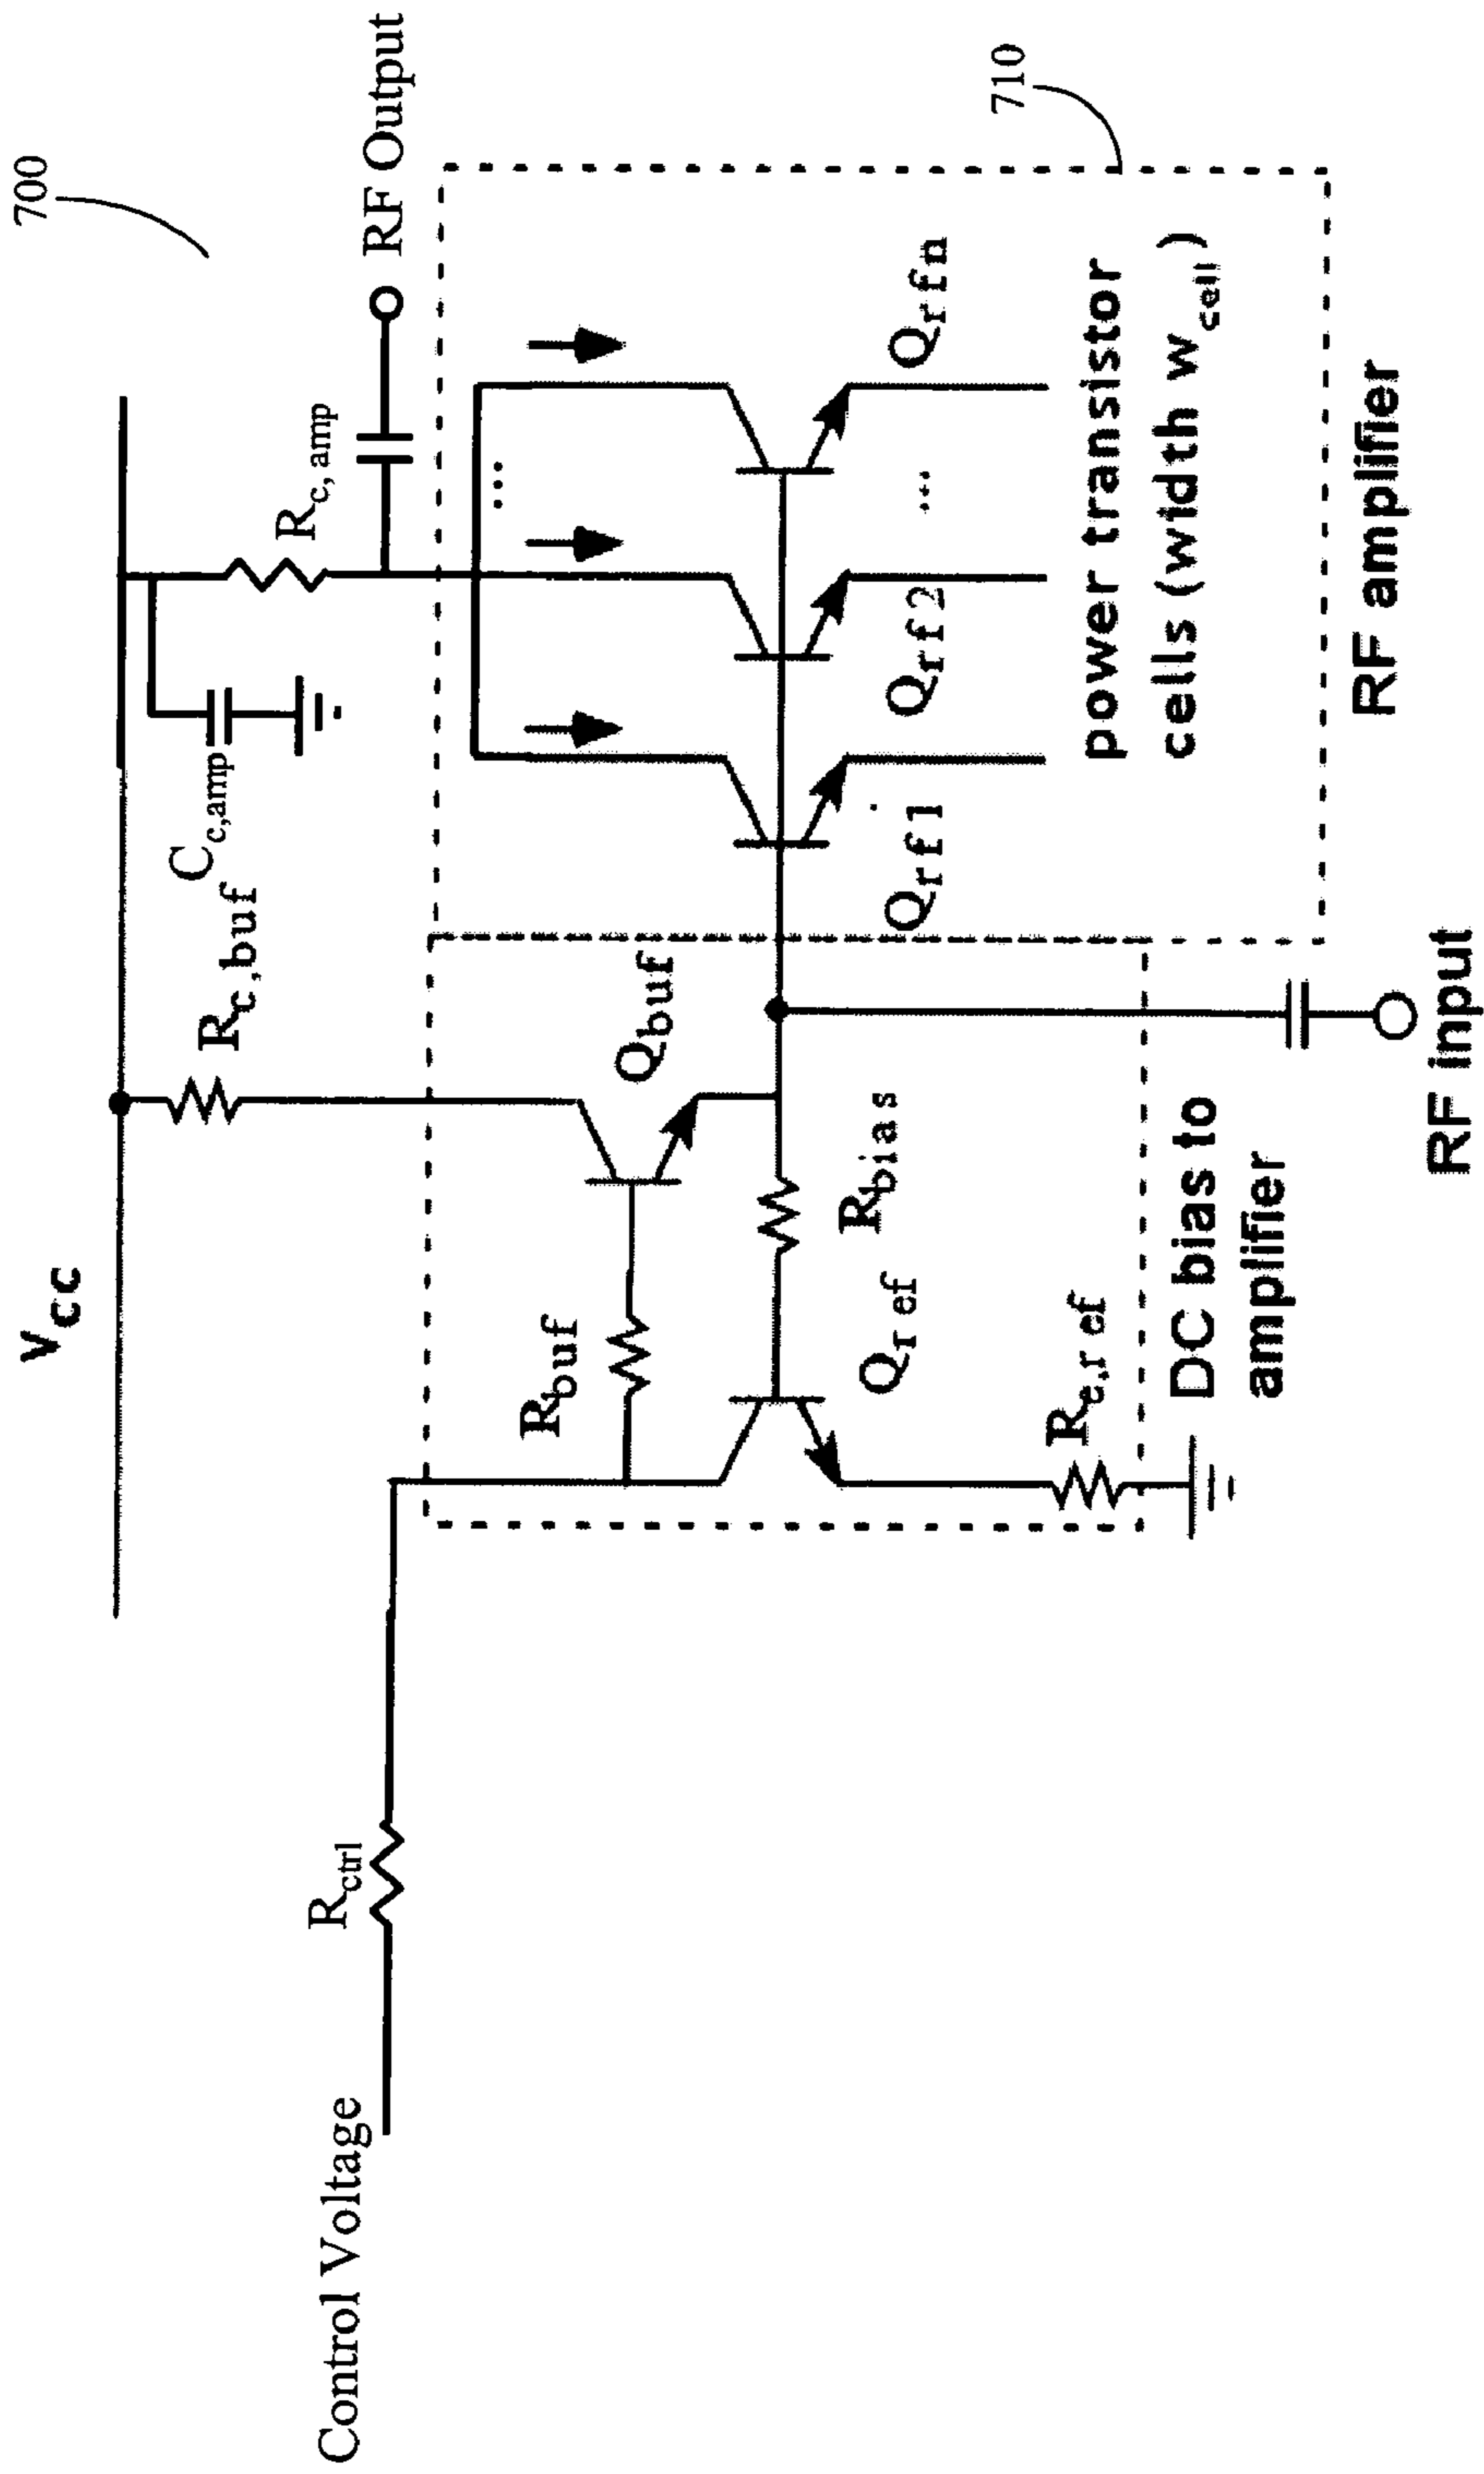 700
Vcc
Rc,buf
Cc,amp
Rc,amp
RF Output
Control Voltage
Rctrl
Rbuf
Qbuf
Rbias
Qref
Re,ref
DC bias to
amplifier
RF input
Qrf1
Qrf2
Qrfn
...
...
power transistor
cells (width wcell)
RF amplifier
710